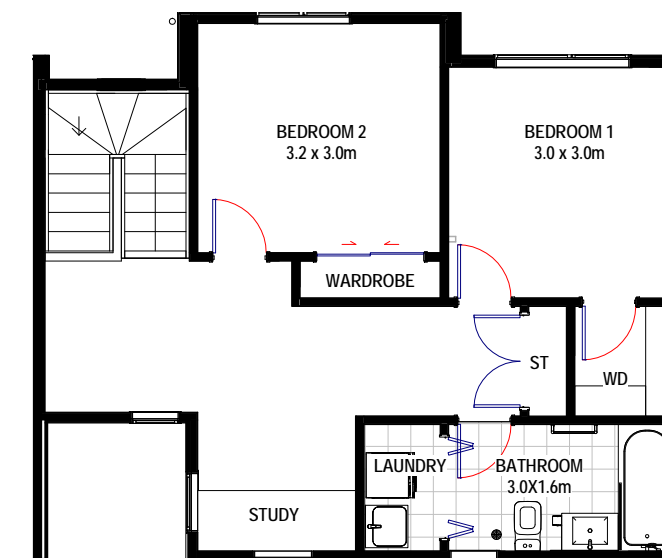 BEDROOM 2
3.2 x 3.0m
BEDROOM 1
3.0 x 3.0m
WARDROBE
ST
WD
LAUNDRY
BATHROOM
3.0X1.6m
STUDY